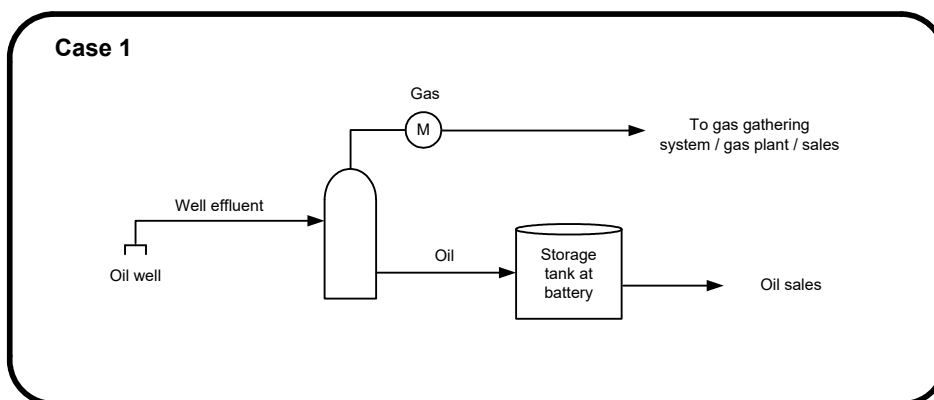 Case 1
Gas
M
To gas gathering
system / gas plant / sales
Well effluent
Oil well
Oil
Storage
tank at
battery
Oil sales